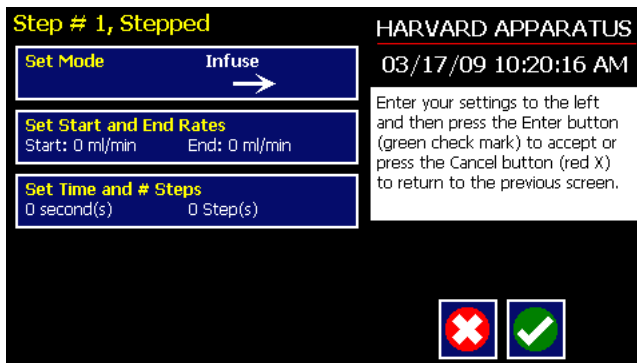 Step # 1, Stepped
Set Mode Infuse
Set Start and End Rates
Start: 0 ml/min End: 0 ml/min
Set Time and # Steps
0 second(s) 0 Step(s)
HARVARD APPARATUS
03/17/09 10:20:16 AM
Enter your settings to the left
and then press the Enter button
(green check mark) to accept or
press the Cancel button (red X)
to return to the previous screen.